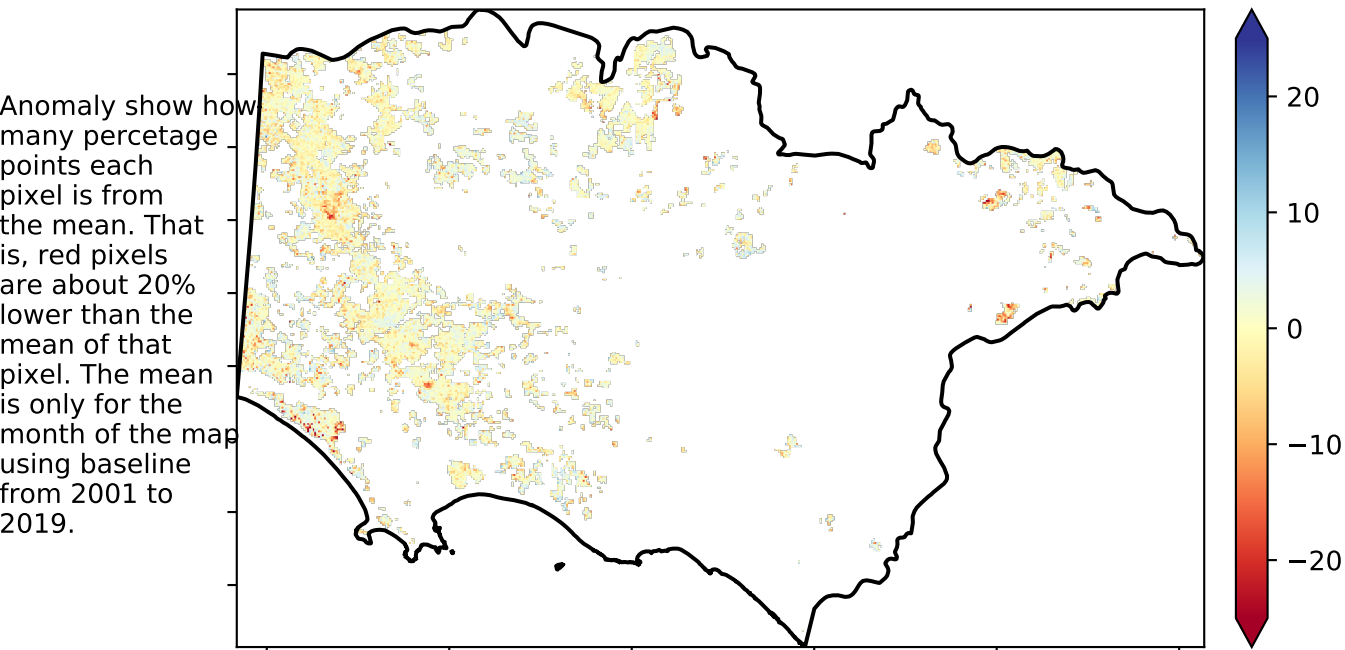 Anomaly show how
many percetage
points each
pixel is from
the mean. That
is, red pixels
are about 20%
lower than the
mean of that
pixel. The mean
is only for the
month of the map
using baseline
from 2001 to
2019.
20
10
0
−10
−20